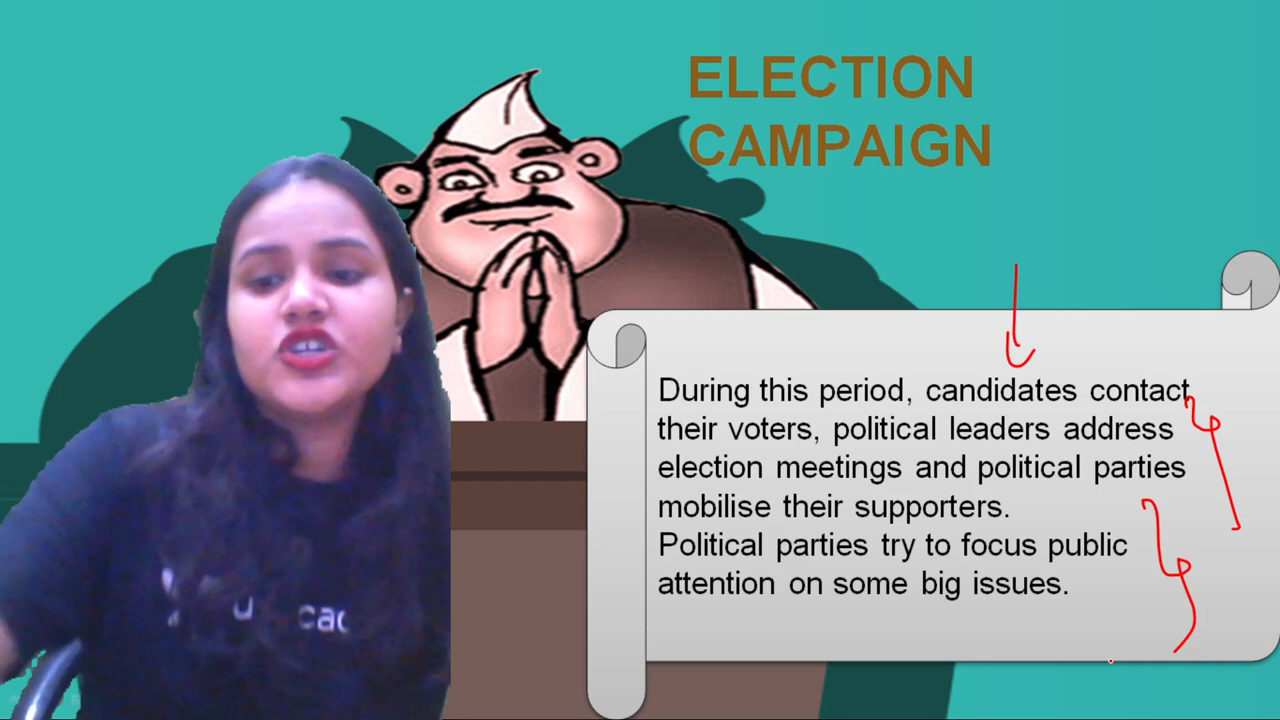 ELECTION
CAMPAIGN
During this period, candidates contact
their voters, political leaders address
election meetings and political parties
mobilise their supporters.
Political parties try to focus public
attention on some big issues.